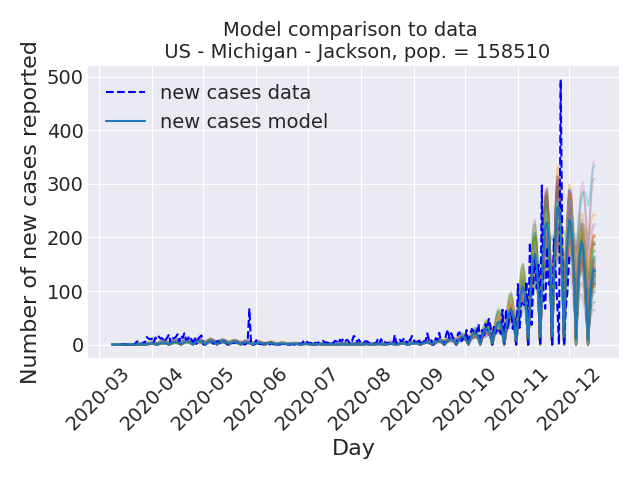 Model comparison to data
US - Michigan - Jackson, pop. = 158510
Number of new cases reported
500
400
300
200
100
0
new cases data
new cases model
2020-03
2020-04
2020-05
2020-06
2020-07
2020-08
2020-09
2020-10
2020-11
2020-12
Day